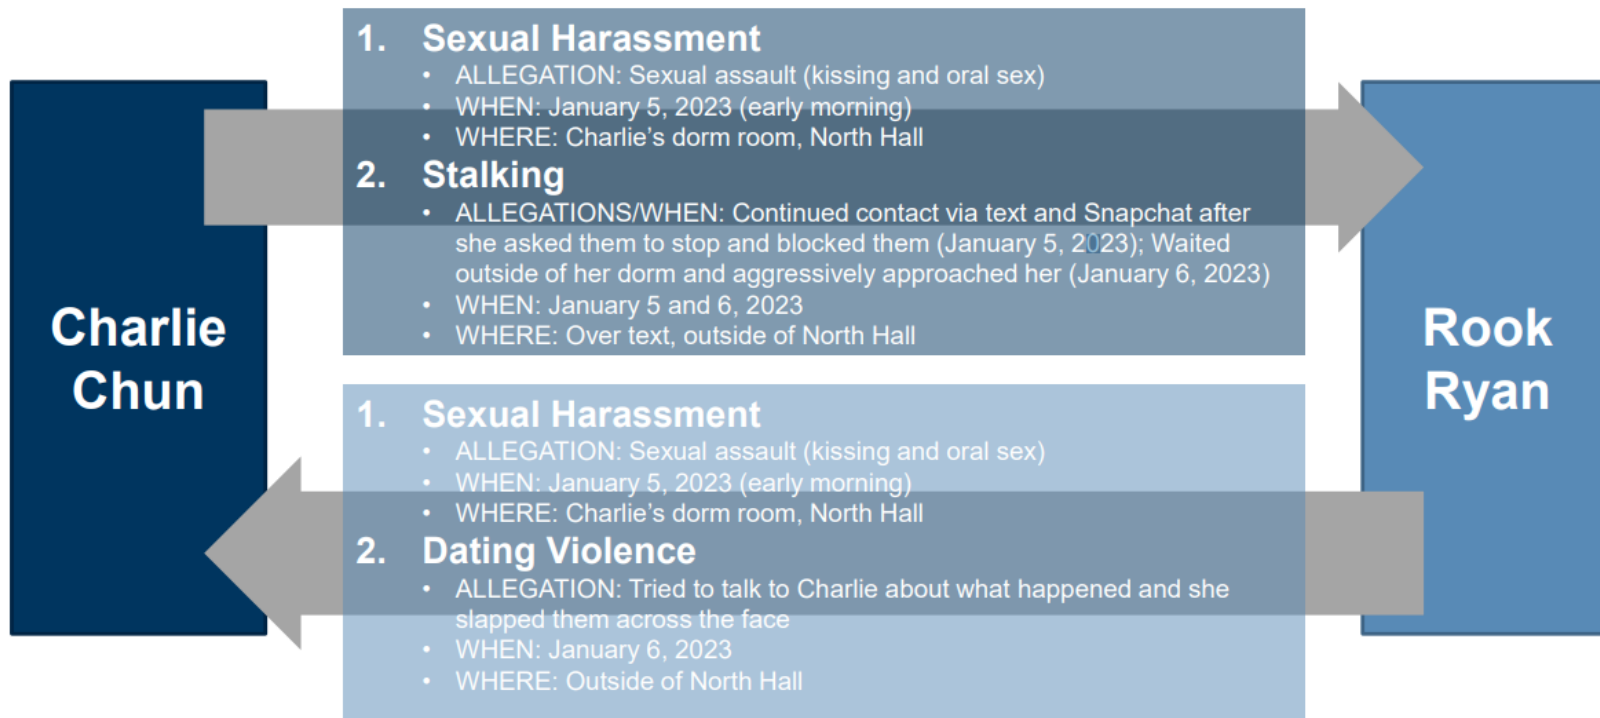 Charlie
Chun
1. Sexual Harassment
• ALLEGATION: Sexual assault (kissing and oral sex)
• WHEN: January 5, 2023 (early morning)
• WHERE: Charlie’s dorm room, North Hall
2. Stalking
• ALLEGATIONS/WHEN: Continued contact via text and Snapchat after
she asked them to stop and blocked them (January 5, 2023); Waited
outside of her dorm and aggressively approached her (January 6, 2023)
• WHEN: January 5 and 6, 2023
• WHERE: Over text, outside of North Hall
1. Sexual Harassment
• ALLEGATION: Sexual assault (kissing and oral sex)
• WHEN: January 5, 2023 (early morning)
• WHERE: Charlie’s dorm room, North Hall
2. Dating Violence
• ALLEGATION: Tried to talk to Charlie about what happened and she
slapped them across the face
• WHEN: January 6, 2023
• WHERE: Outside of North Hall
Rook
Ryan